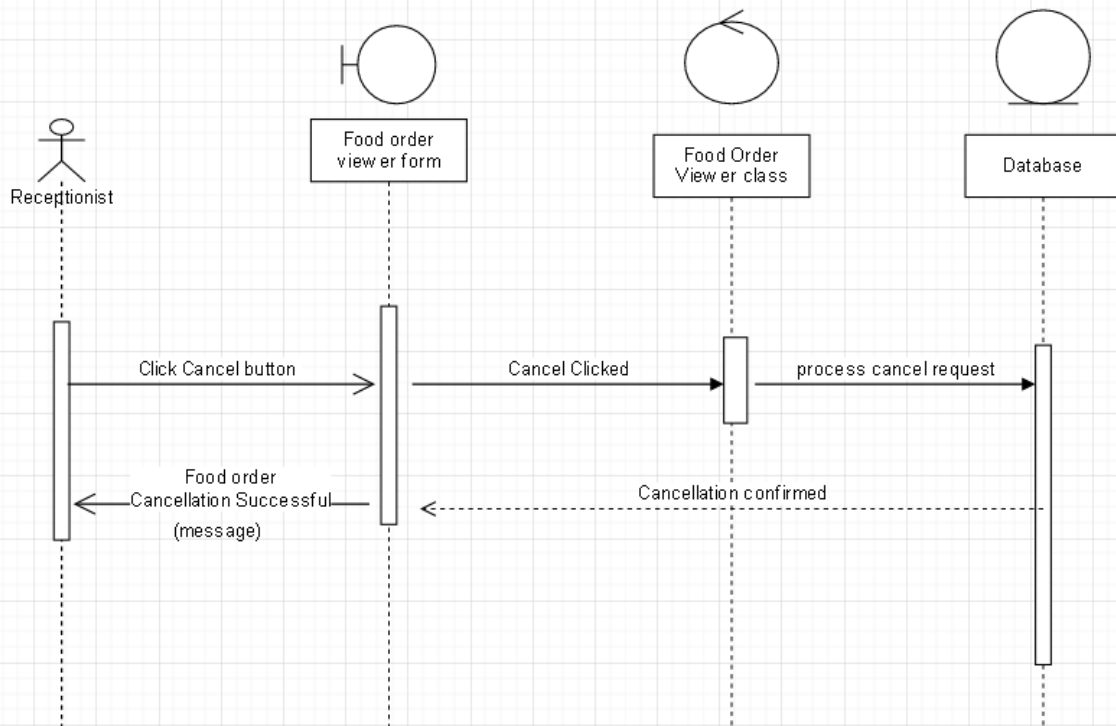 Food order
viewer form
Food Order
Viewer class
Database
Receptionist
Click Cancel button
Cancel Clicked
process cancel request
Food order
Cancellation Successful
(message)
Cancellation confirmed